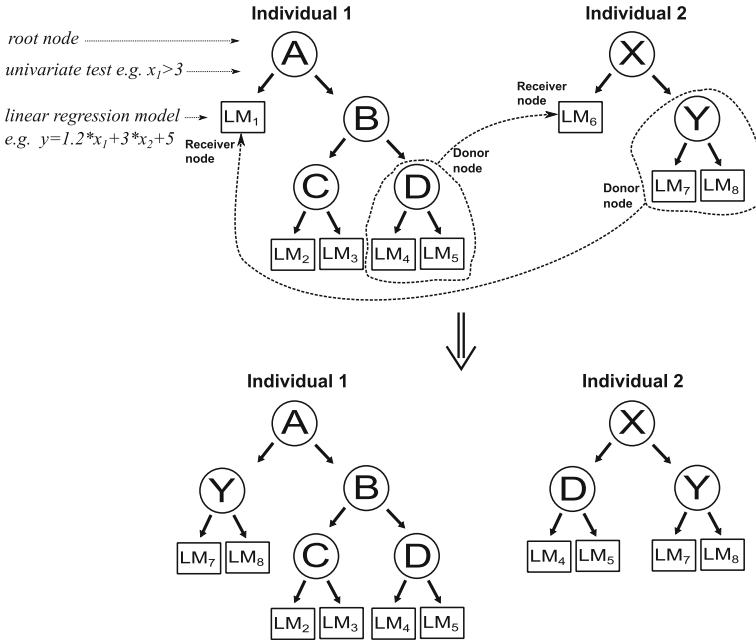 Individual 1
Individual 2
root node
A
X
univariate test e.g. x₁>3
linear regression model
e.g. y=1.2*x₁+3*x₂+5
Receiver node
LM₁
B
Receiver node
LM₆
Y
C
D
Donor node
Donor node
LM₇
LM₈
LM₂
LM₃
LM₄
LM₅
Individual 1
Individual 2
A
X
Y
B
D
Y
LM₇
LM₈
C
D
LM₄
LM₅
LM₇
LM₈
LM₂
LM₃
LM₄
LM₅